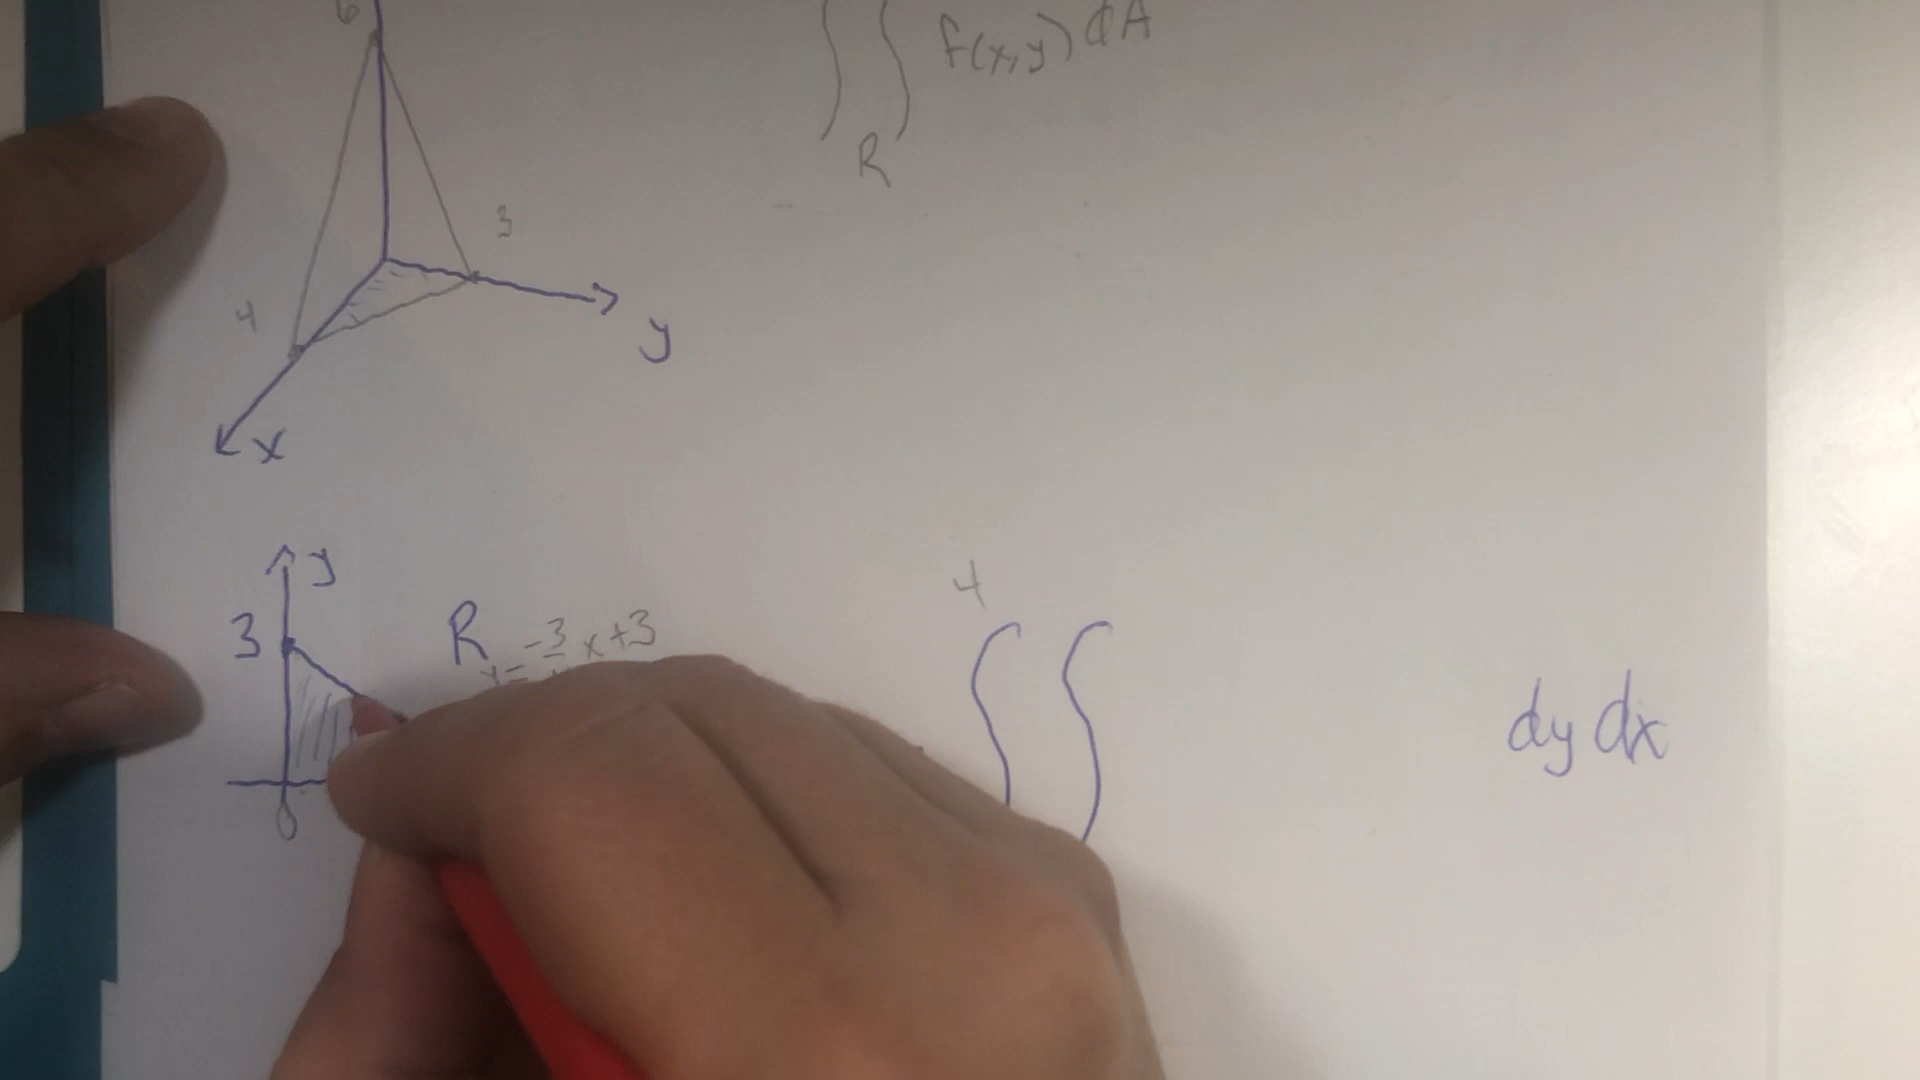 6
∫∫ f(x,y) dA
R
3
4
y
x
y
3
R
y = -3 x + 3
0
4
∫∫ dy dx